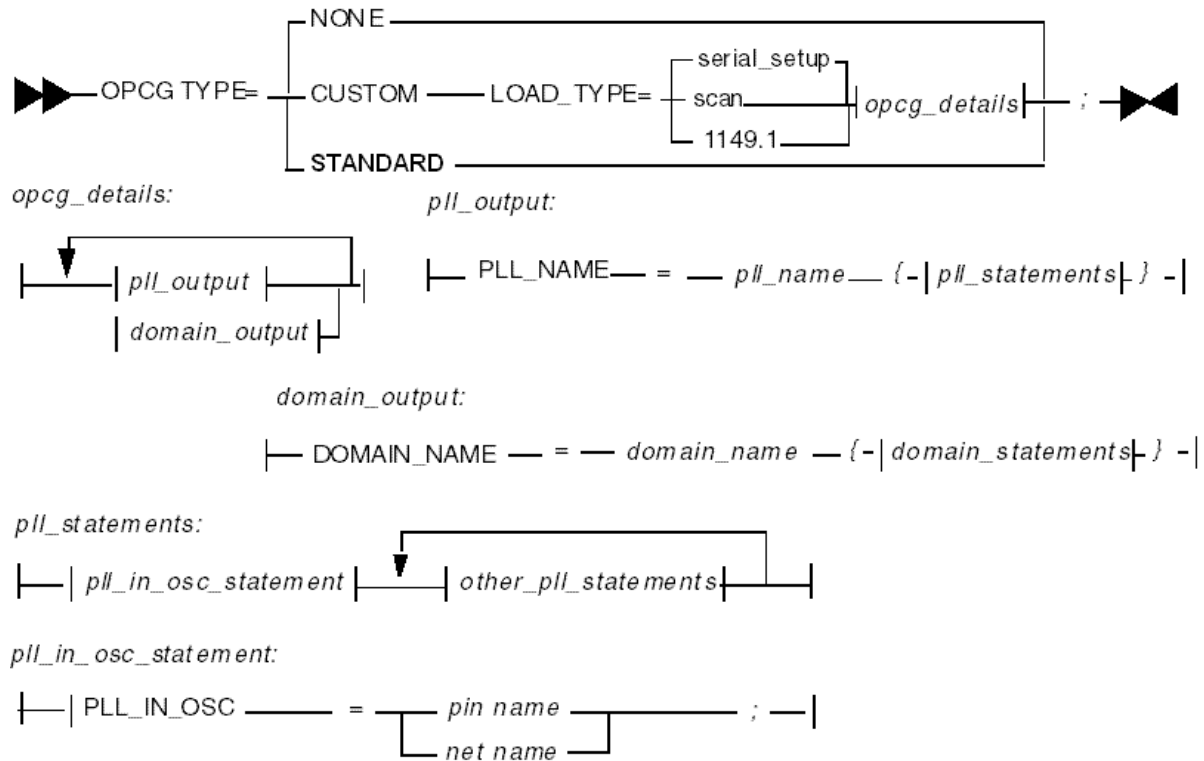 NONE
OPCG TYPE= CUSTOM LOAD_TYPE= serial_setup
scan opcg_details ;
1149.1
STANDARD
opcg_details:
pll_output
domain_output
pll_output:
PLL_NAME = pll_name { pll_statements }
domain_output:
DOMAIN_NAME = domain_name { domain_statements }
pll_statements:
pll_in_osc_statement other_pll_statements
pll_in_osc_statement:
PLL_IN_OSC = pin name ;
net name